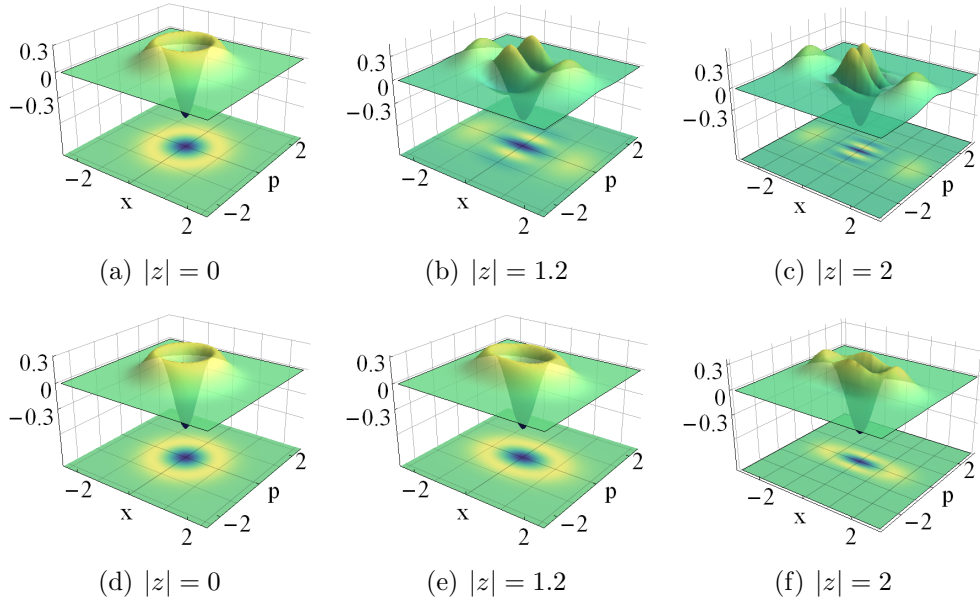 0.3
0
−0.3
−2
x
2
−2
p
2
0.3
0
−0.3
−2
x
2
−2
p
2
0.3
0
−0.3
−2
x
2
−2
p
2
(a) |z| = 0
(b) |z| = 1.2
(c) |z| = 2
0.3
0
−0.3
−2
x
2
−2
p
2
0.3
0
−0.3
−2
x
2
−2
p
2
0.3
0
−0.3
−2
x
2
−2
p
2
(d) |z| = 0
(e) |z| = 1.2
(f) |z| = 2